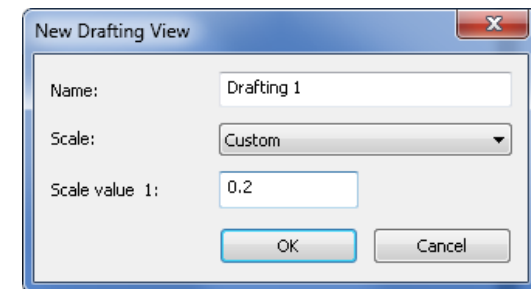 New Drafting View
Name: Drafting 1
Scale: Custom
Scale value 1: 0.2
OK Cancel